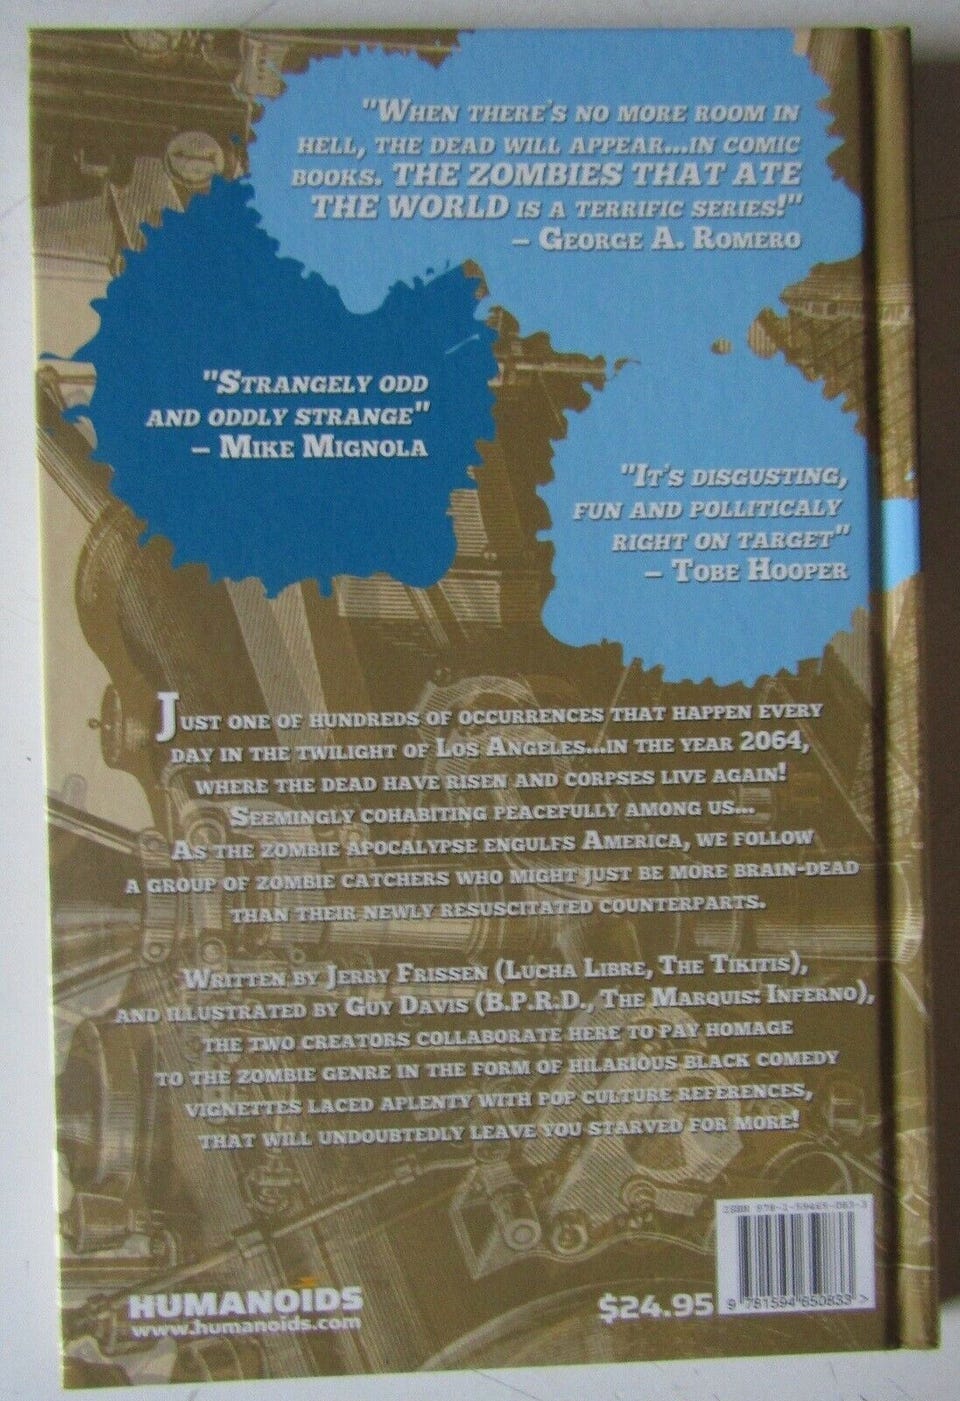 "When there's no more room in
hell, the dead will appear...in comic
books. THE ZOMBIES THAT ATE
THE WORLD is a terrific series!"
– George A. Romero
"Strangely odd
and oddly strange"
– Mike Mignola
"It's disgusting,
fun and polliticaly
right on target"
– Tobe Hooper
Just one of hundreds of occurrences that happen every
day in the twilight of Los Angeles...in the year 2064,
where the dead have risen and corpses live again!
Seemingly cohabiting peacefully among us...
As the zombie apocalypse engulfs America, we follow
a group of zombie catchers who might just be more brain-dead
than their newly resuscitated counterparts.
Written by Jerry Frissen (Lucha Libre, The Tikitis),
and illustrated by Guy Davis (B.P.R.D., The Marquis: Inferno),
the two creators collaborate here to pay homage
to the zombie genre in the form of hilarious black comedy
vignettes laced aplenty with pop culture references,
that will undoubtedly leave you starved for more!
ISBN 978-1-59465-083-3
HUMANOIDS
www.humanoids.com
$24.95
9 781594 650833 >